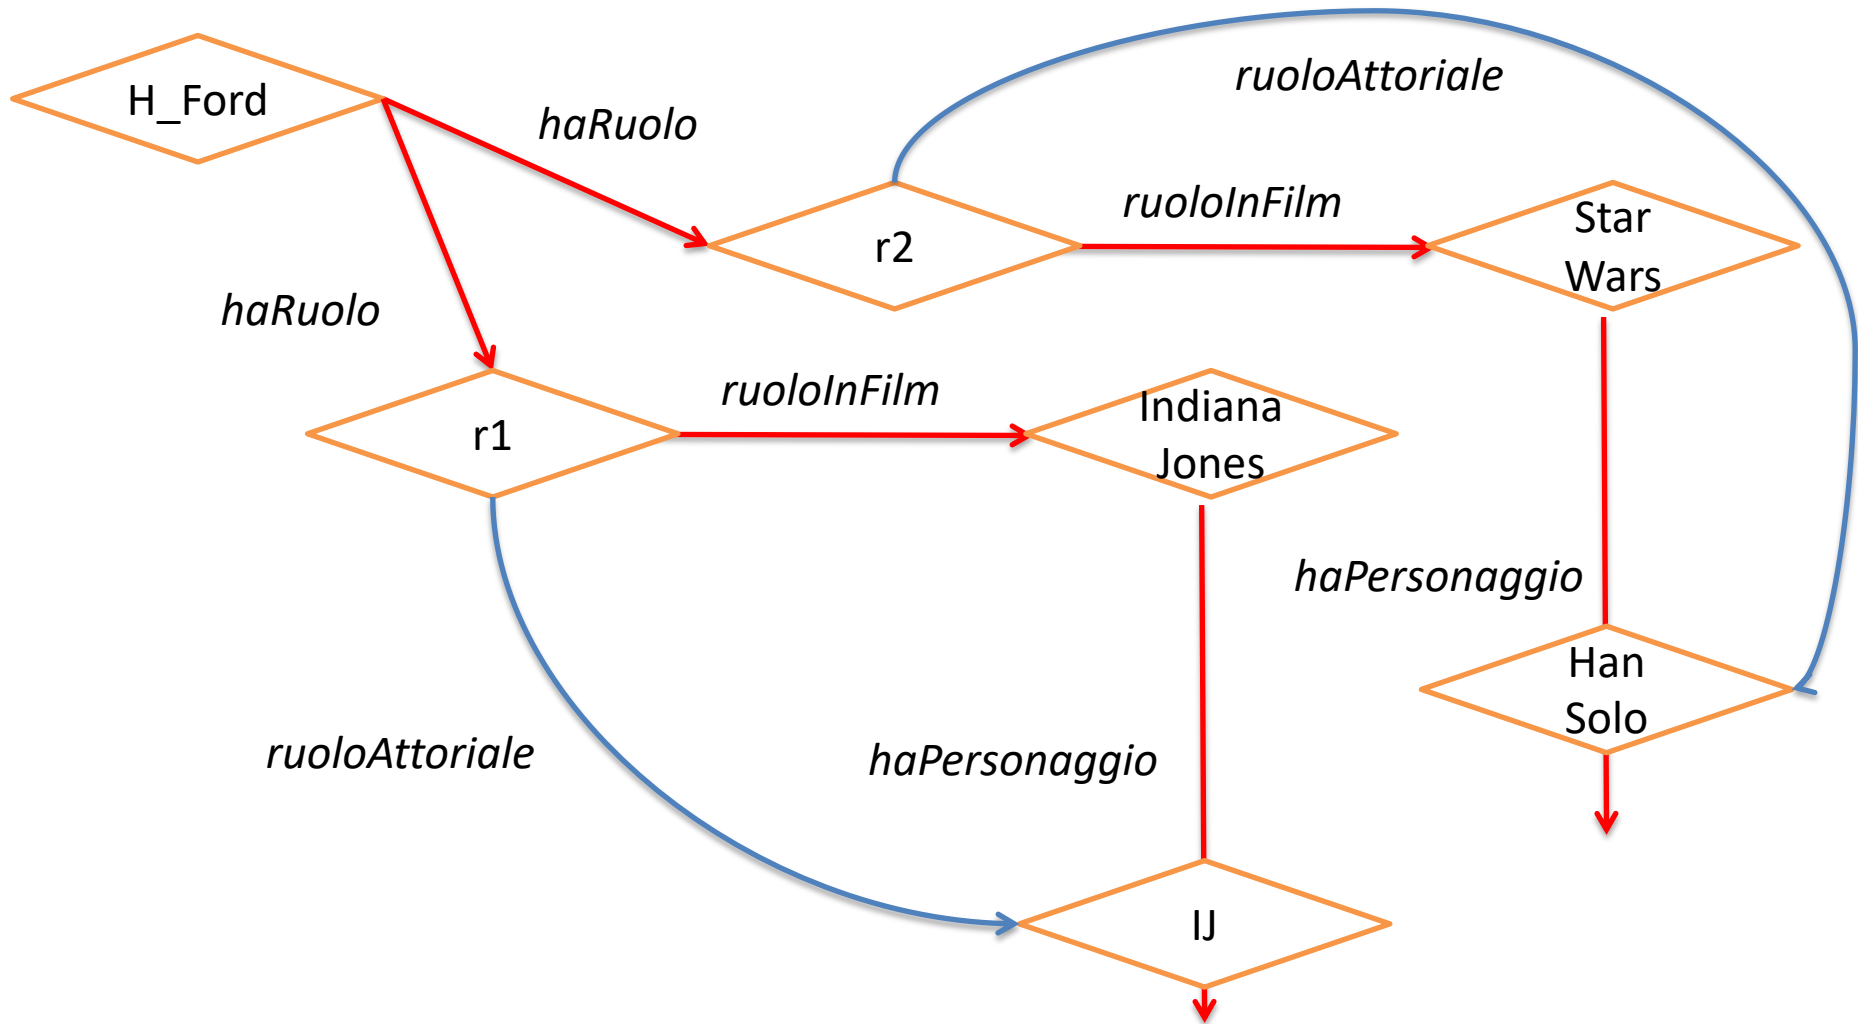 ruoloAttoriale
H_Ford
haRuolo
ruoloInFilm
Star
Wars
r2
haRuolo
ruoloInFilm
Indiana
Jones
r1
haPersonaggio
Han
Solo
ruoloAttoriale
haPersonaggio
IJ